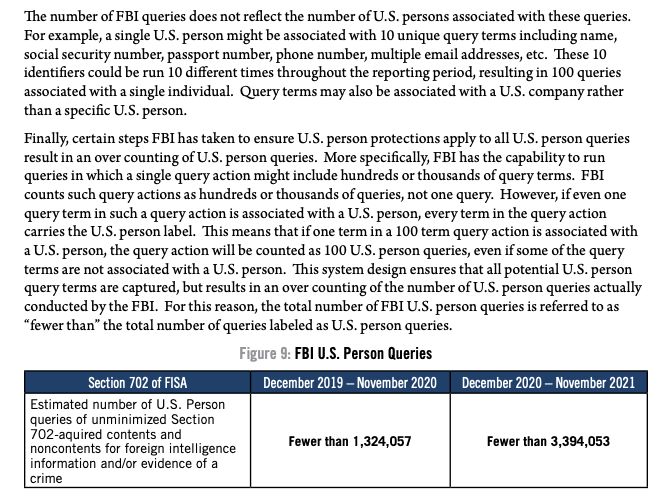 The number of FBI queries does not reflect the number of U.S. persons associated with these queries.
For example, a single U.S. person might be associated with 10 unique query terms including name,
social security number, passport number, phone number, multiple email addresses, etc. These 10
identifiers could be run 10 different times throughout the reporting period, resulting in 100 queries
associated with a single individual. Query terms may also be associated with a U.S. company rather
than a specific U.S. person.
Finally, certain steps FBI has taken to ensure U.S. person protections apply to all U.S. person queries
result in an over counting of U.S. person queries. More specifically, FBI has the capability to run
queries in which a single query action might include hundreds or thousands of query terms. FBI
counts such query actions as hundreds or thousands of queries, not one query. However, if even one
query term in such a query action is associated with a U.S. person, every term in the query action
carries the U.S. person label. This means that if one term in a 100 term query action is associated with
a U.S. person, the query action will be counted as 100 U.S. person queries, even if some of the query
terms are not associated with a U.S. person. This system design ensures that all potential U.S. person
query terms are captured, but results in an over counting of the number of U.S. person queries actually
conducted by the FBI. For this reason, the total number of FBI U.S. person queries is referred to as
“fewer than” the total number of queries labeled as U.S. person queries.
Figure 9: FBI U.S. Person Queries
Section 702 of FISA
December 2019 – November 2020
December 2020 – November 2021
Estimated number of U.S. Person
queries of unminimized Section
702-aquired contents and
noncontents for foreign intelligence
information and/or evidence of a
crime
Fewer than 1,324,057
Fewer than 3,394,053